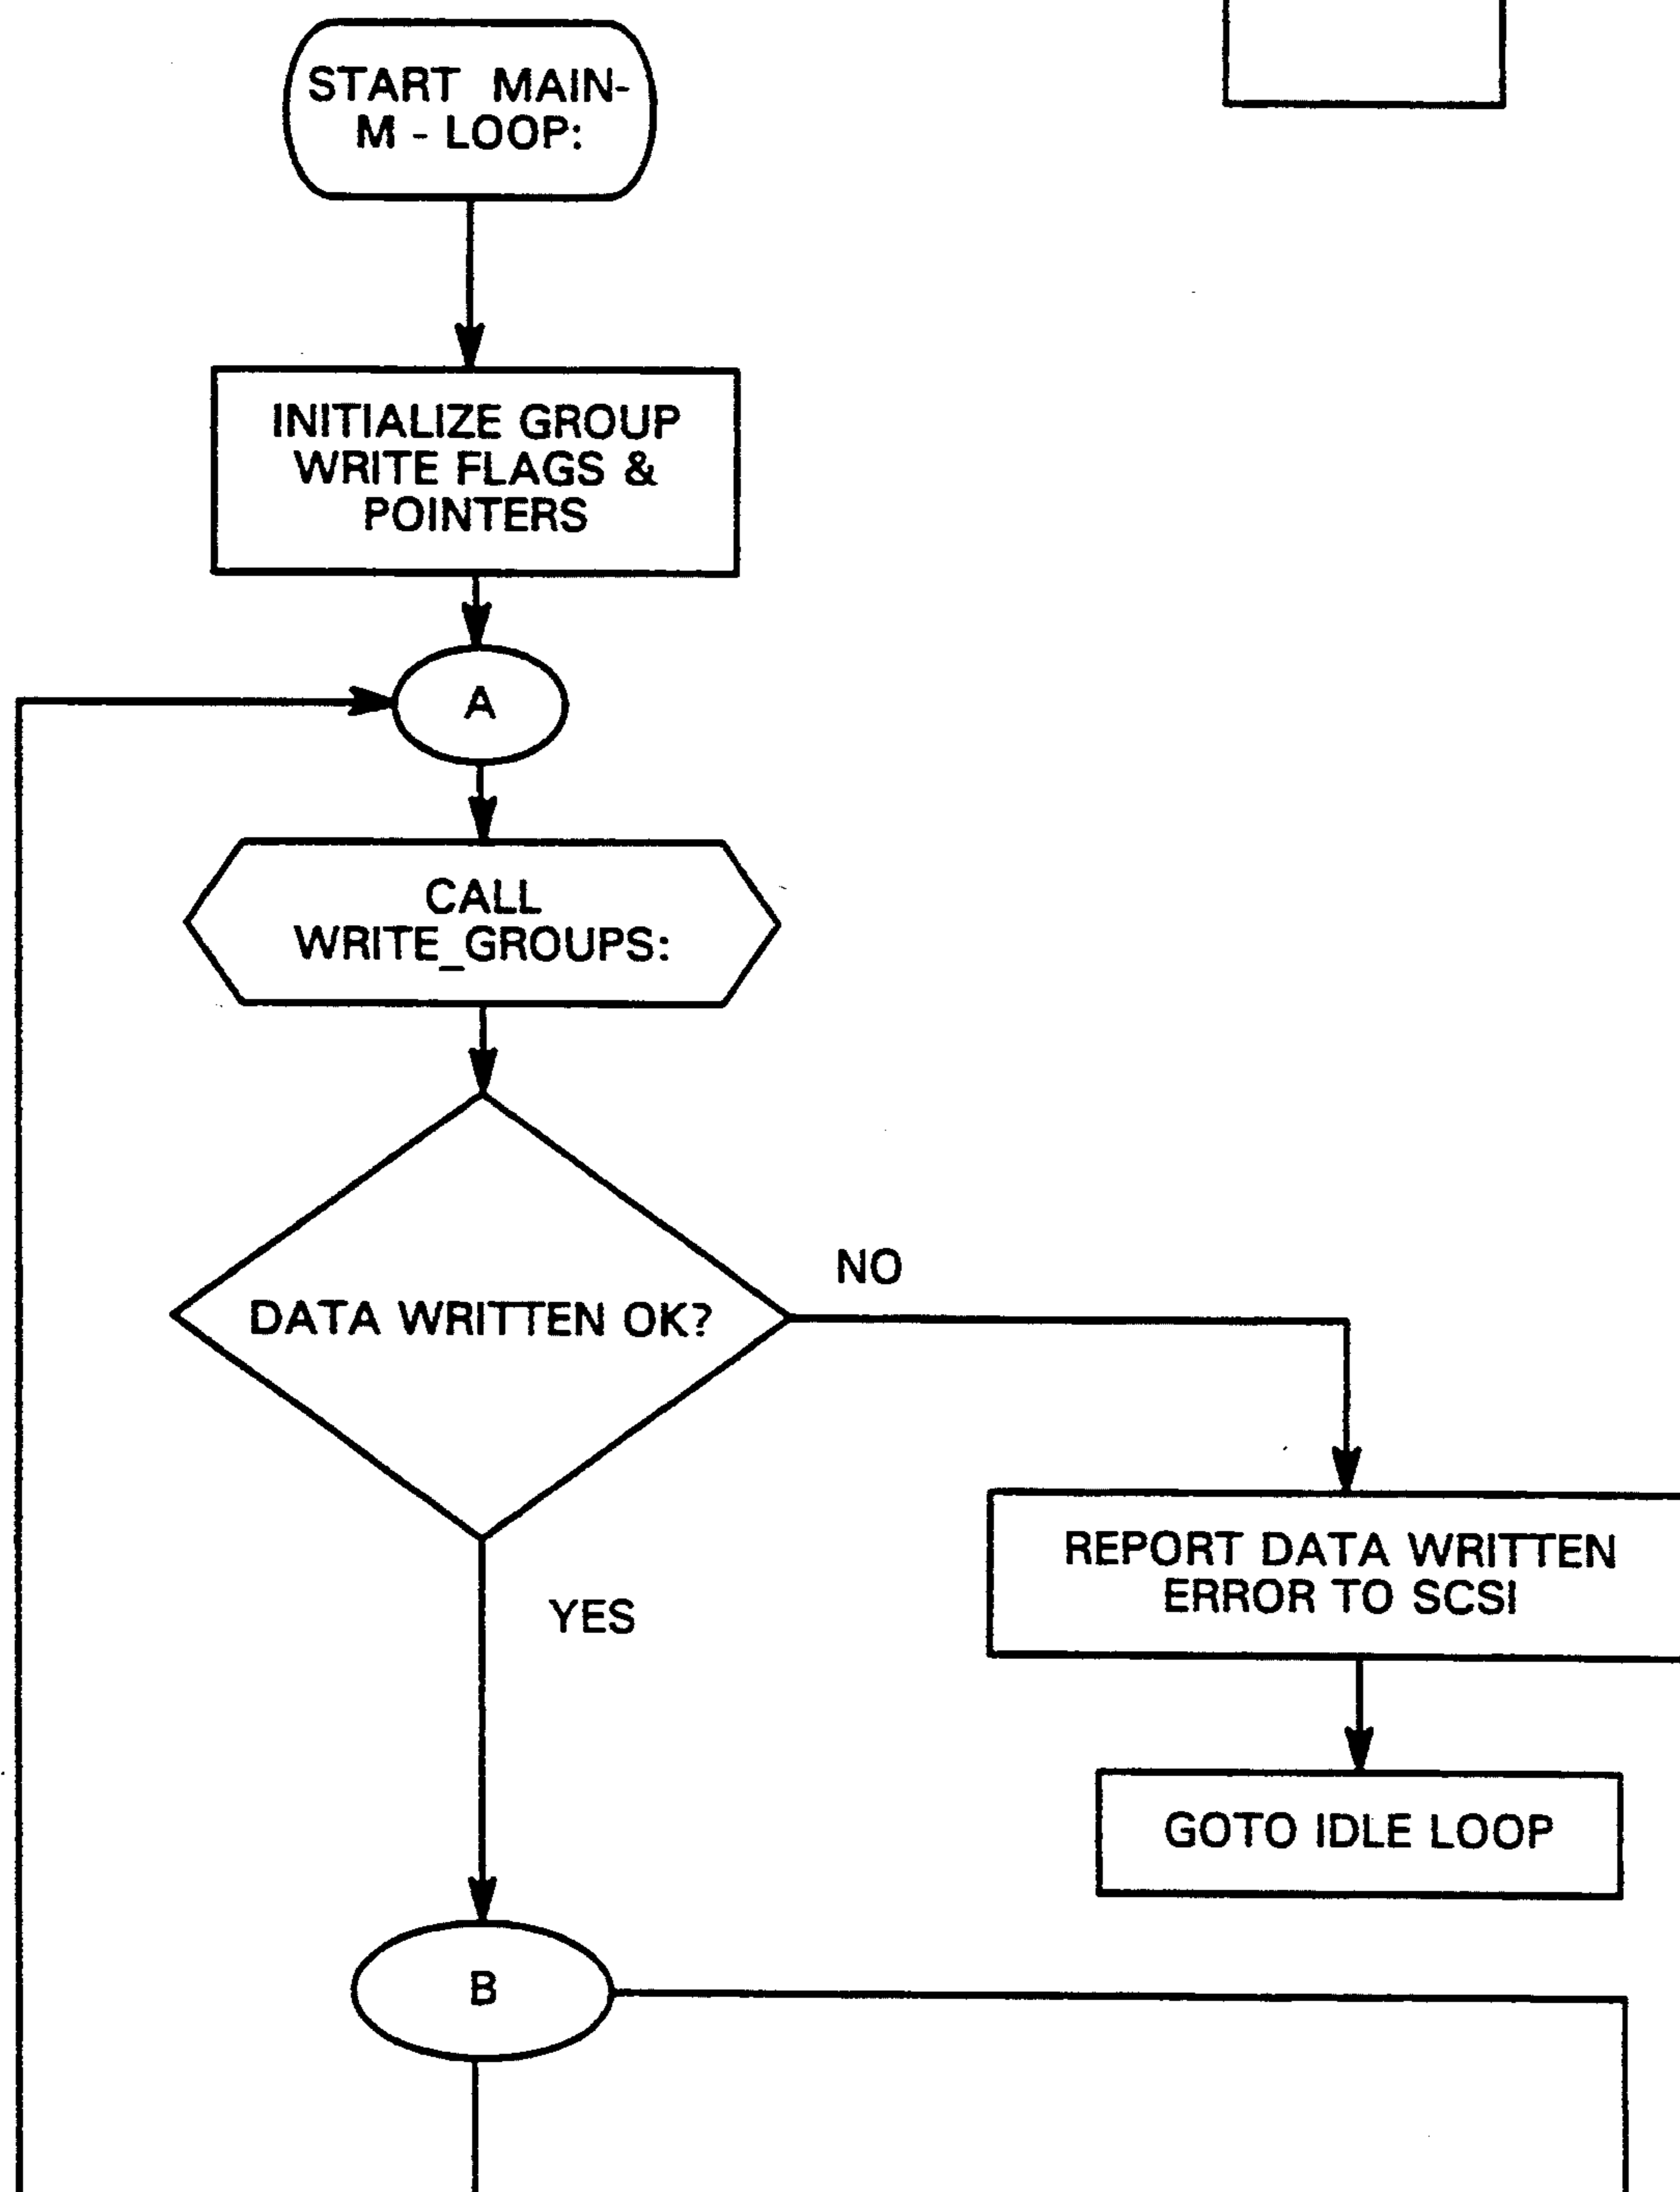 START MAIN-
M - LOOP:
INITIALIZE GROUP
WRITE FLAGS &
POINTERS
A
CALL
WRITE_GROUPS:
DATA WRITTEN OK?
NO
YES
REPORT DATA WRITTEN
ERROR TO SCSI
GOTO IDLE LOOP
B